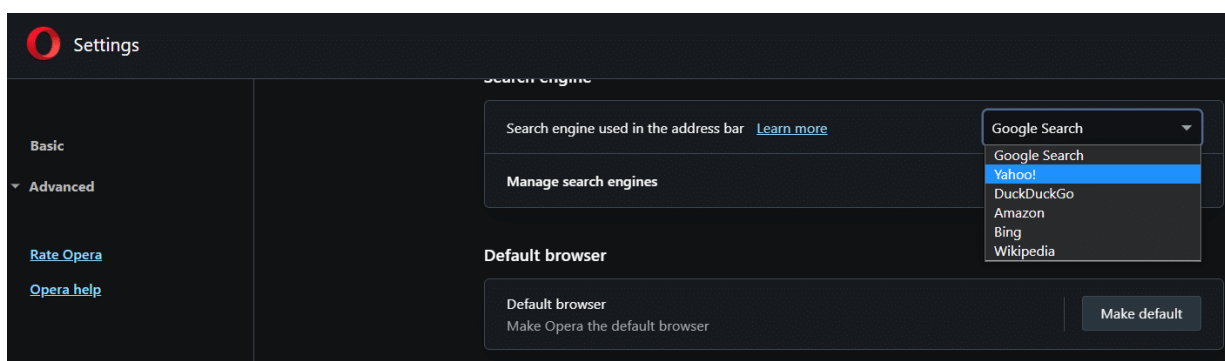 Settings
Search engine
Search engine used in the address bar Learn more
Google Search
Google Search
Yahoo!
DuckDuckGo
Amazon
Bing
Wikipedia
Manage search engines
Basic
Advanced
Rate Opera
Opera help
Default browser
Default browser
Make Opera the default browser
Make default